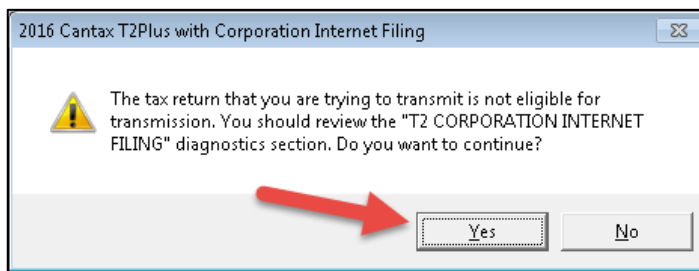 2016 Cantax T2Plus with Corporation Internet Filing
The tax return that you are trying to transmit is not eligible for
transmission. You should review the "T2 CORPORATION INTERNET
FILING" diagnostics section. Do you want to continue?
Yes No